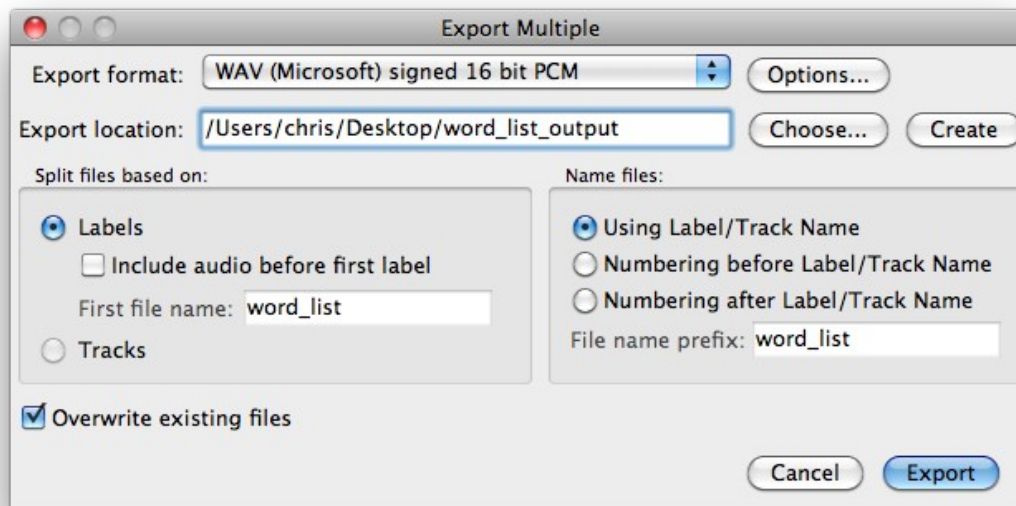 Export Multiple
Export format: WAV (Microsoft) signed 16 bit PCM Options...
Export location: /Users/chris/Desktop/word_list_output Choose... Create
Split files based on:
Labels
Include audio before first label
First file name: word_list
Tracks
Name files:
Using Label/Track Name
Numbering before Label/Track Name
Numbering after Label/Track Name
File name prefix: word_list
Overwrite existing files
Cancel Export